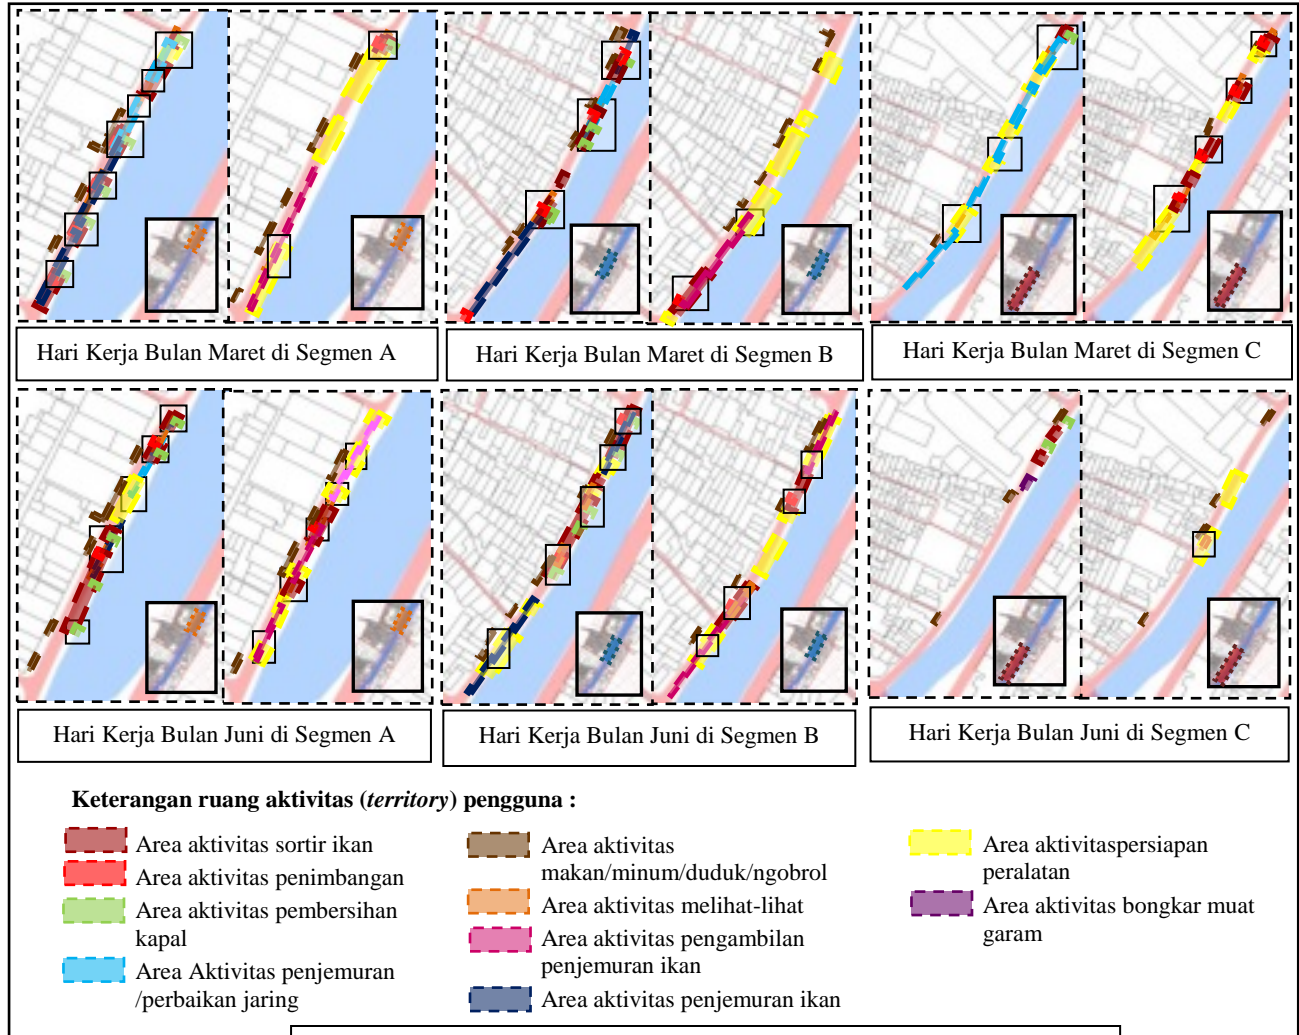 Hari Kerja Bulan Maret di Segmen A
Hari Kerja Bulan Maret di Segmen B
Hari Kerja Bulan Maret di Segmen C
Hari Kerja Bulan Juni di Segmen A
Hari Kerja Bulan Juni di Segmen B
Hari Kerja Bulan Juni di Segmen C
Keterangan ruang aktivitas (territory) pengguna :
Area aktivitas sortir ikan
Area aktivitas penimbangan
Area aktivitas pembersihan
kapal
Area Aktivitas penjemuran
/perbaikan jaring
Area aktivitas
makan/minum/duduk/ngobrol
Area aktivitas melihat-lihat
Area aktivitas pengambilan
penjemuran ikan
Area aktivitas penjemuran ikan
Area aktivitaspersiapan
peralatan
Area aktivitas bongkar muat
garam